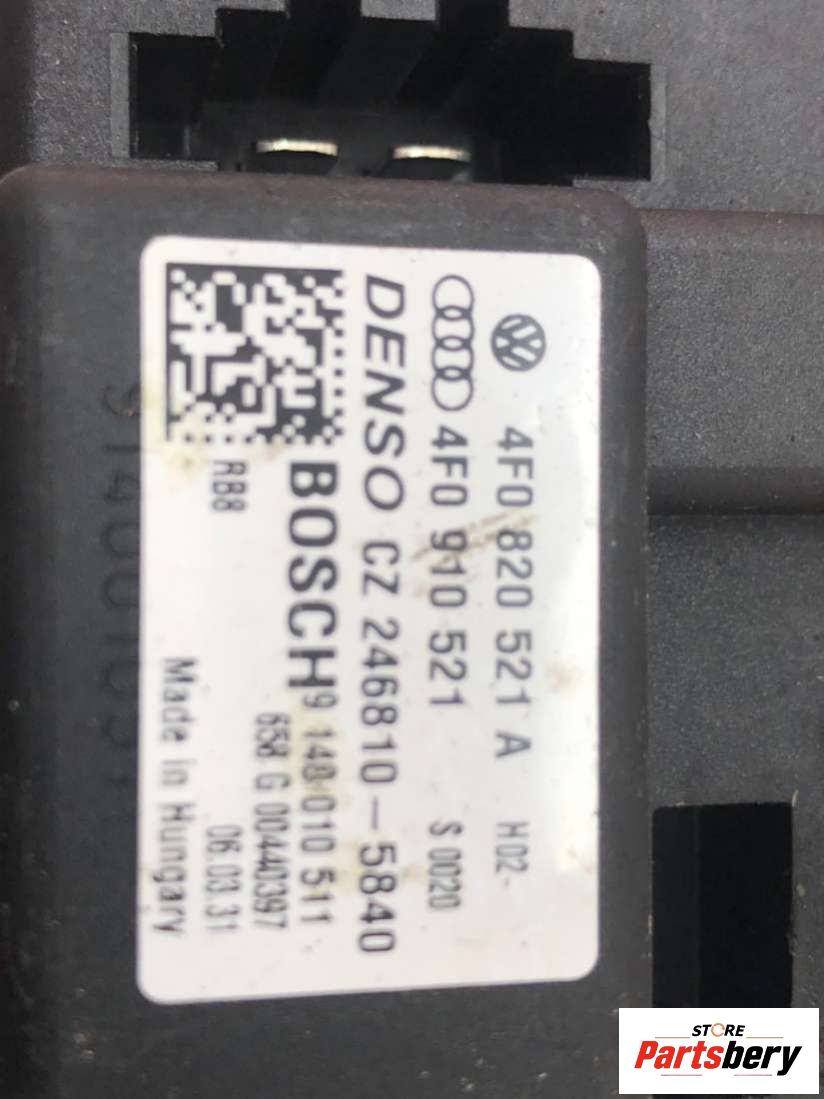 4F0 820 521 A H02-
4F0 910 521 S 0020
DENSO CZ 246810-5840
BOSCH 9 140 010 511
658 G 00440397
RB8 06.03.31
Made in Hungary
STORE
Partsbery